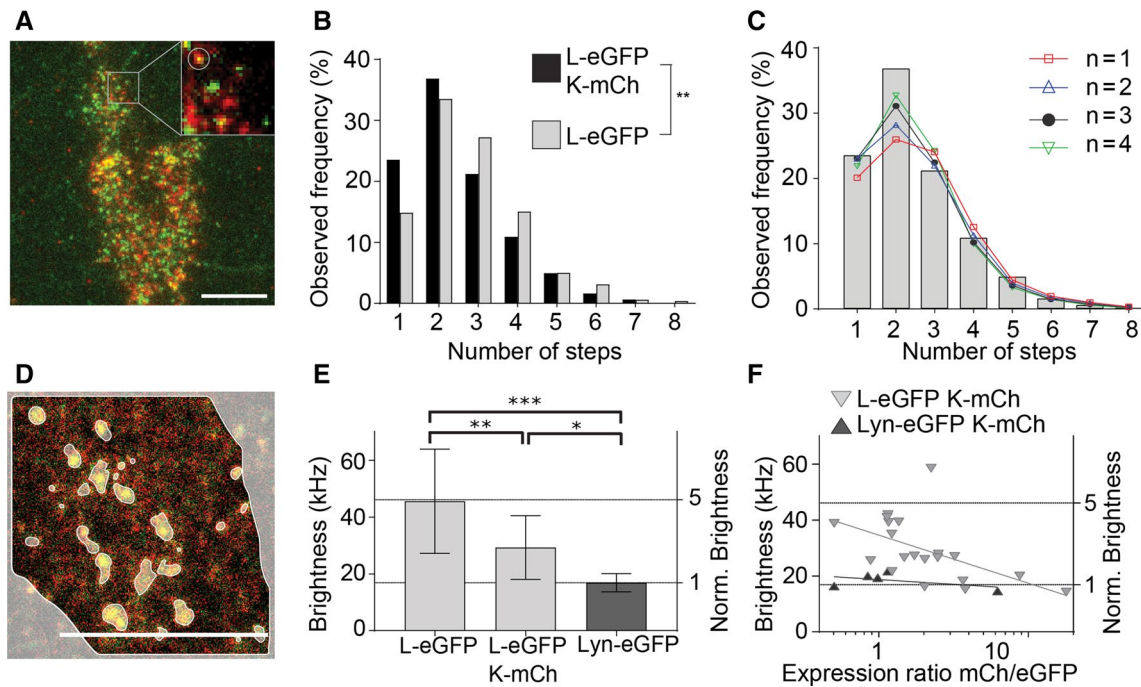 A
B
Observed frequency (%)
40
30
20
10
0
1 2 3 4 5 6 7 8
Number of steps
L-eGFP
K-mCh
L-eGFP
**
C
Observed frequency (%)
40
30
20
10
0
1 2 3 4 5 6 7 8
Number of steps
n=1
n=2
n=3
n=4
D
E
Brightness (kHz)
60
40
20
0
***
** *
5
1
Norm. Brightness
L-eGFP L-eGFP Lyn-eGFP
K-mCh
F
L-eGFP K-mCh
Lyn-eGFP K-mCh
Brightness (kHz)
60
40
20
0
5
1
Norm. Brightness
1 10
Expression ratio mCh/eGFP